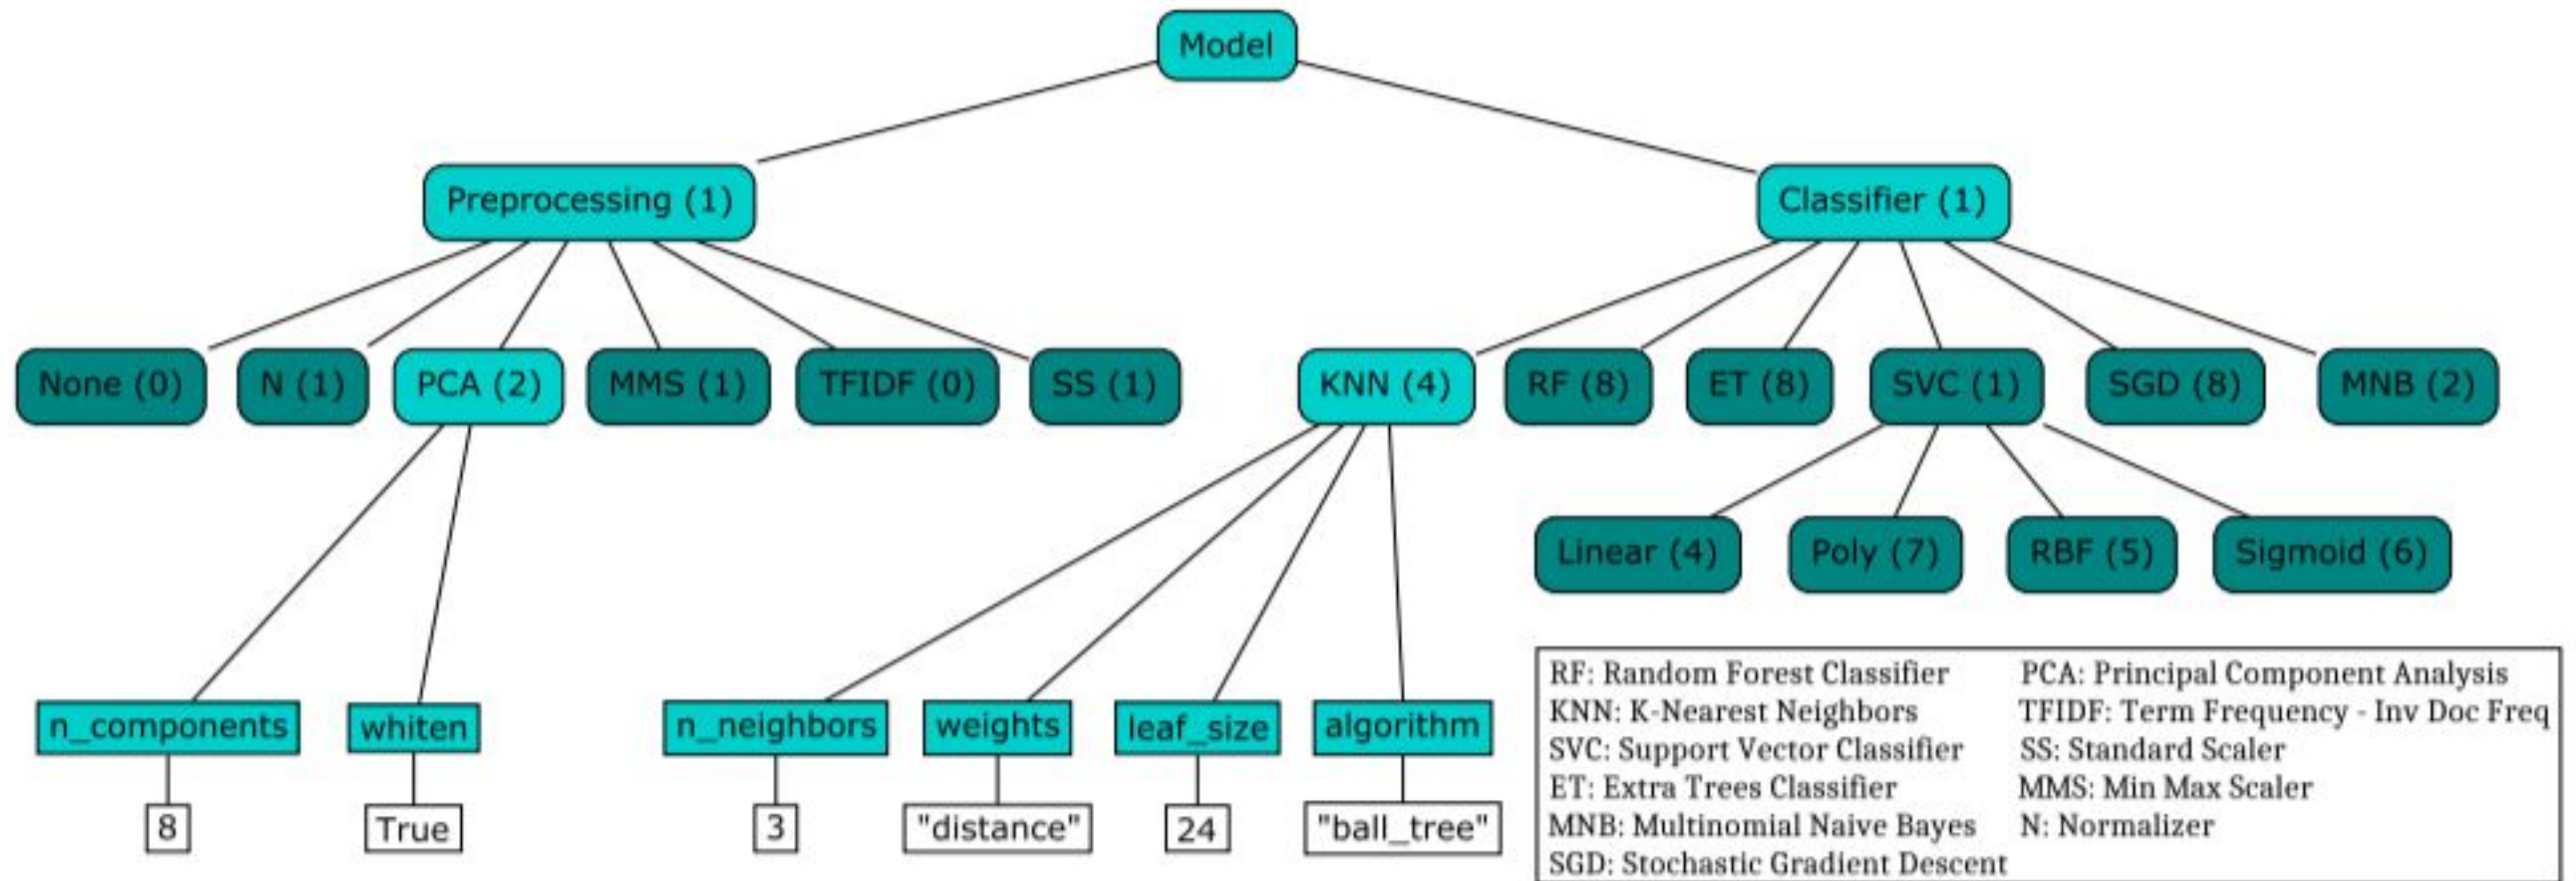 Model
Preprocessing (1)
Classifier (1)
None (0)
N (1)
PCA (2)
MMS (1)
TFIDF (0)
SS (1)
KNN (4)
RF (8)
ET (8)
SVC (1)
SGD (8)
MNB (2)
Linear (4)
Poly (7)
RBF (5)
Sigmoid (6)
n_components
whiten
n_neighbors
weights
leaf_size
algorithm
8
True
3
"distance"
24
"ball_tree"
RF: Random Forest Classifier
KNN: K-Nearest Neighbors
SVC: Support Vector Classifier
ET: Extra Trees Classifier
MNB: Multinomial Naive Bayes
SGD: Stochastic Gradient Descent
PCA: Principal Component Analysis
TFIDF: Term Frequency - Inv Doc Freq
SS: Standard Scaler
MMS: Min Max Scaler
N: Normalizer